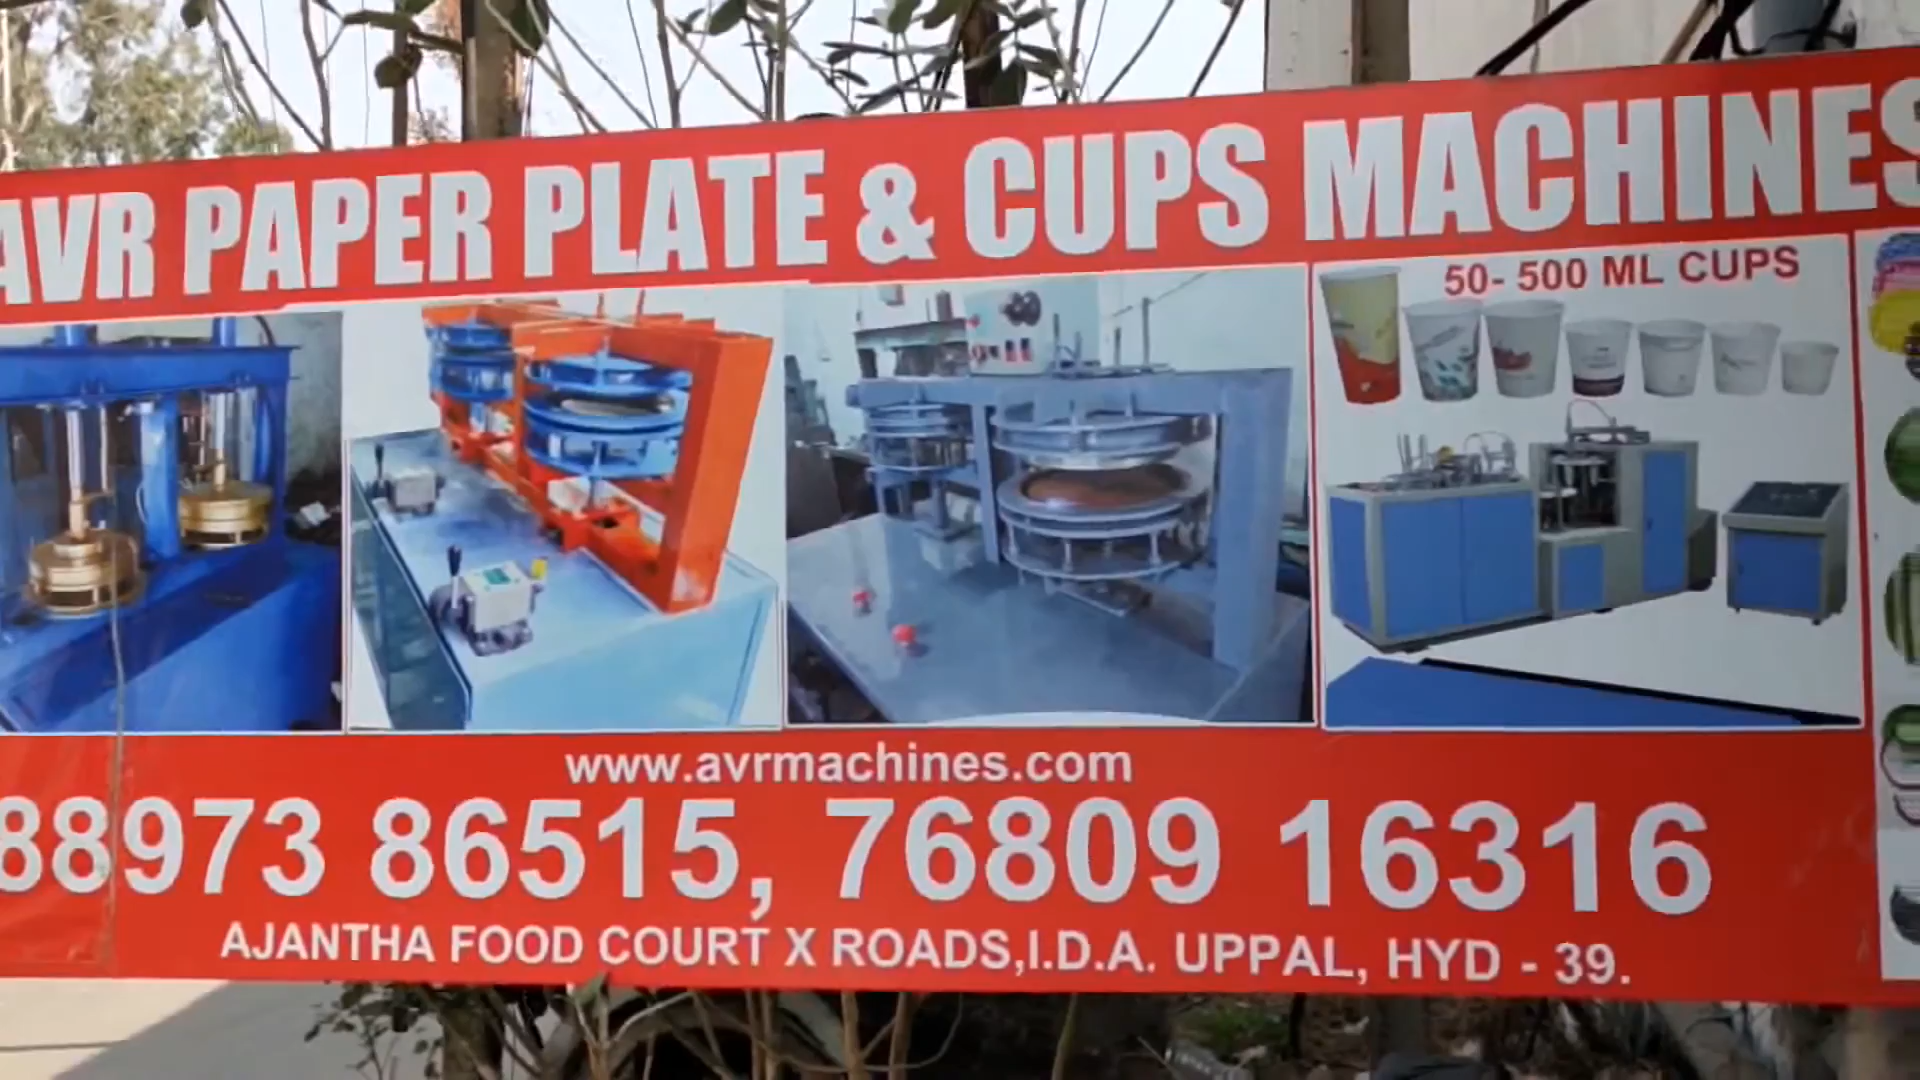 AVR PAPER PLATE & CUPS MACHINES
50- 500 ML CUPS
www.avrmachines.com
88973 86515, 76809 16316
AJANTHA FOOD COURT X ROADS,I.D.A. UPPAL, HYD - 39.